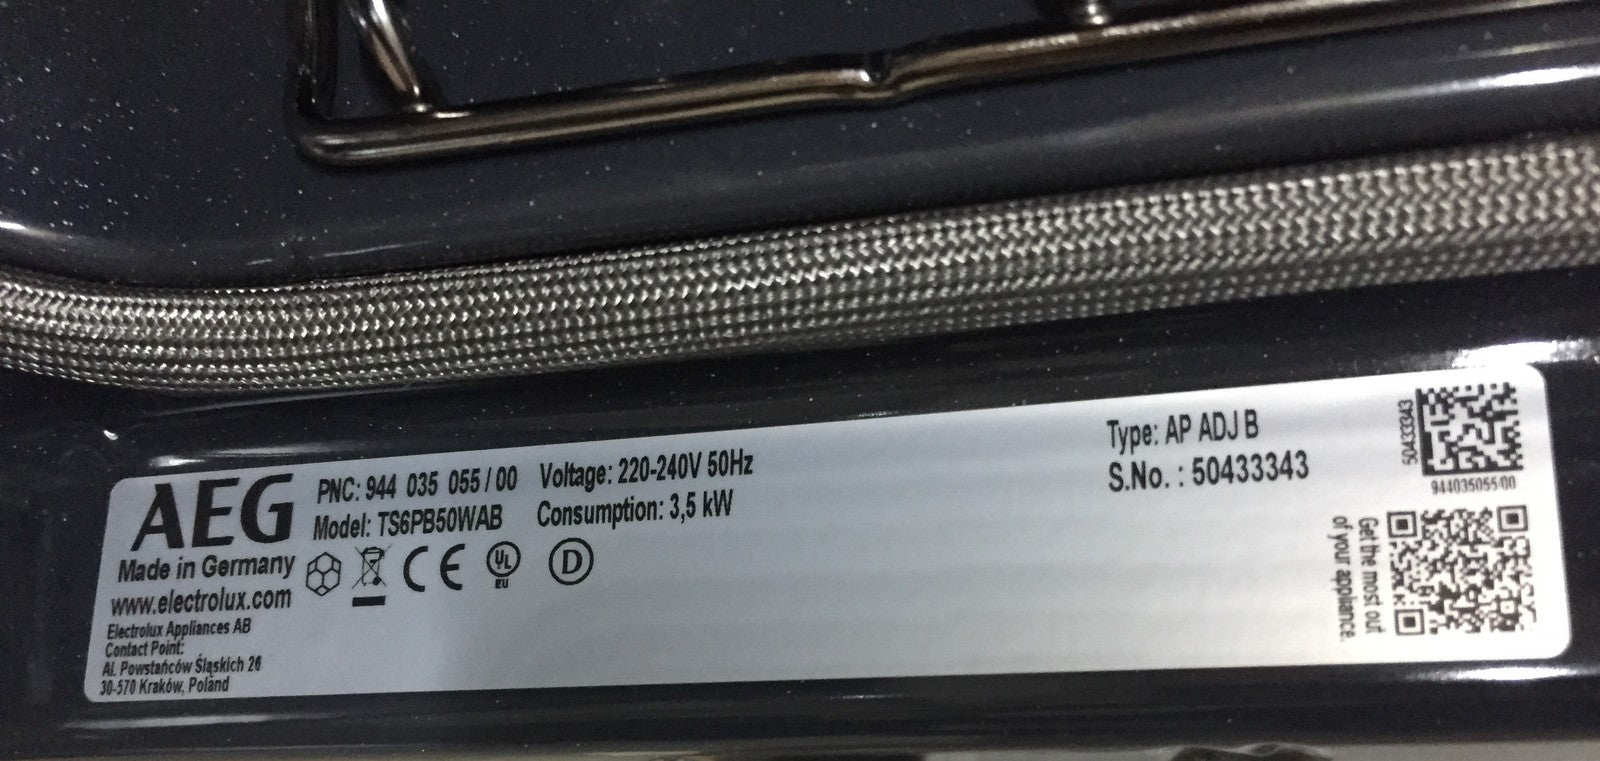 AEG
Made in Germany
www.electrolux.com
Electrolux Appliances AB
Contact Point:
Al. Powstańców Śląskich 26
30-570 Kraków, Poland
PNC: 944 035 055 / 00
Model: TS6PB50WAB
Voltage: 220-240V 50Hz
Consumption: 3,5 kW
CE
UL
EU
D
Type: AP ADJ B
S.No. : 50433343
50433343
944035055/00
Get the most out
of your appliance.